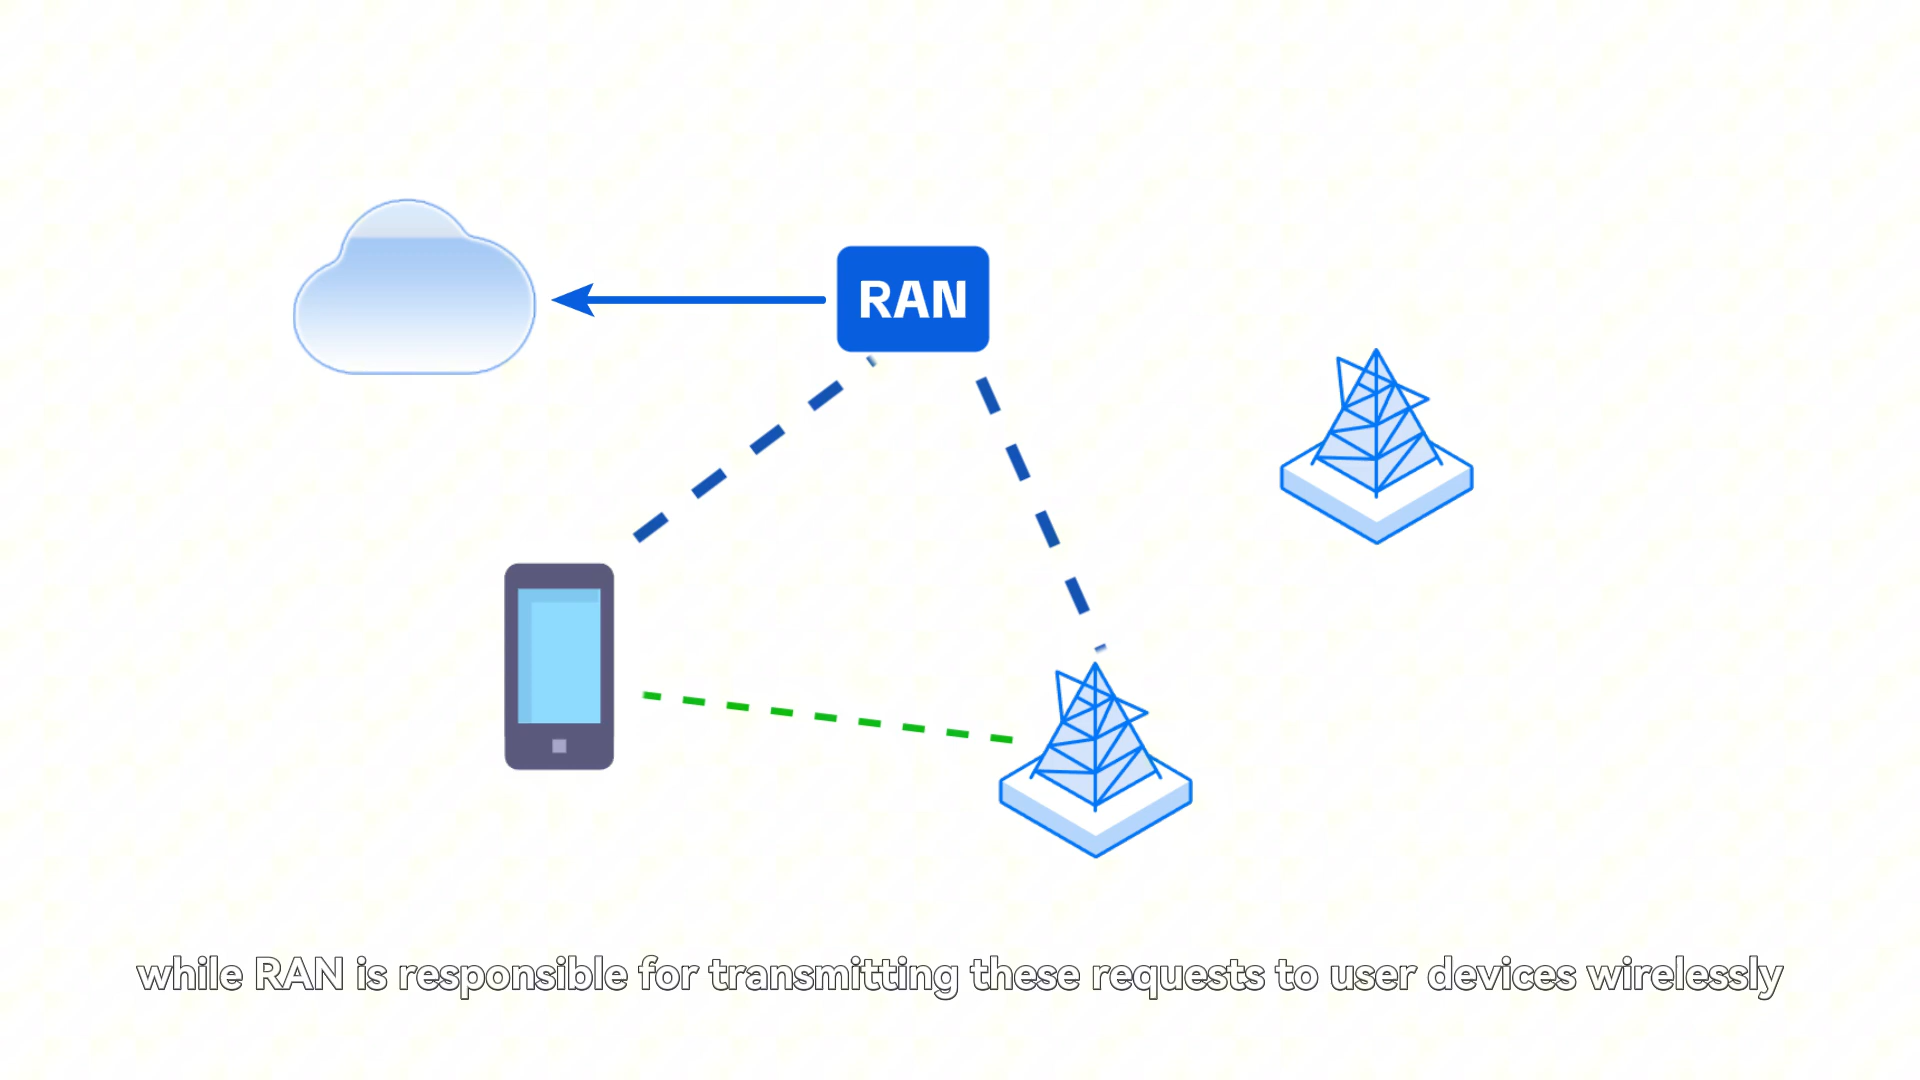 RAN
while RAN is responsible for transmitting these requests to user devices wirelessly